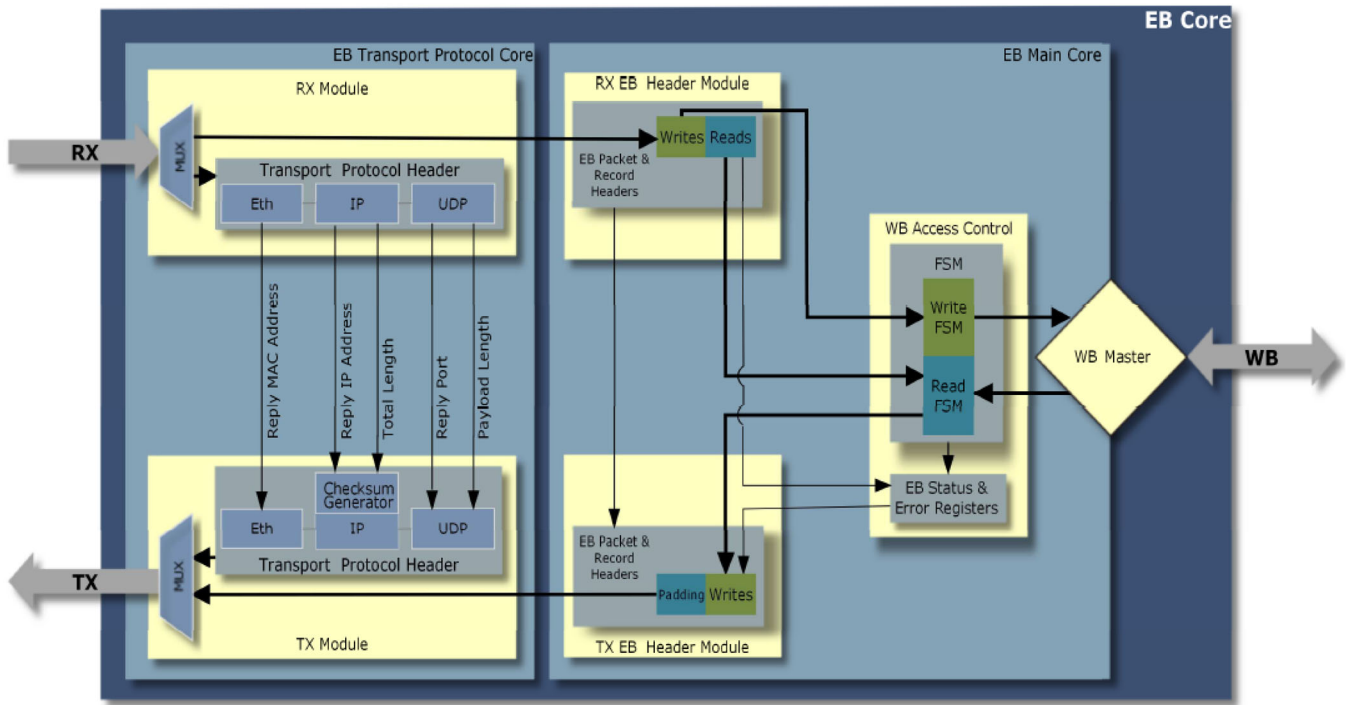 EB Core
EB Transport Protocol Core
EB Main Core
RX Module
RX EB Header Module
RX
MUX
Writes
Reads
EB Packet &
Record
Headers
Transport Protocol Header
Eth
IP
UDP
WB Access Control
FSM
Write
FSM
Read
FSM
WB Master
WB
Reply MAC Address
Reply IP Address
Total Length
Reply Port
Payload Length
EB Status &
Error Registers
Checksum
Generator
Eth
IP
UDP
Transport Protocol Header
EB Packet &
Record
Headers
Padding
Writes
TX
MUX
TX Module
TX EB Header Module